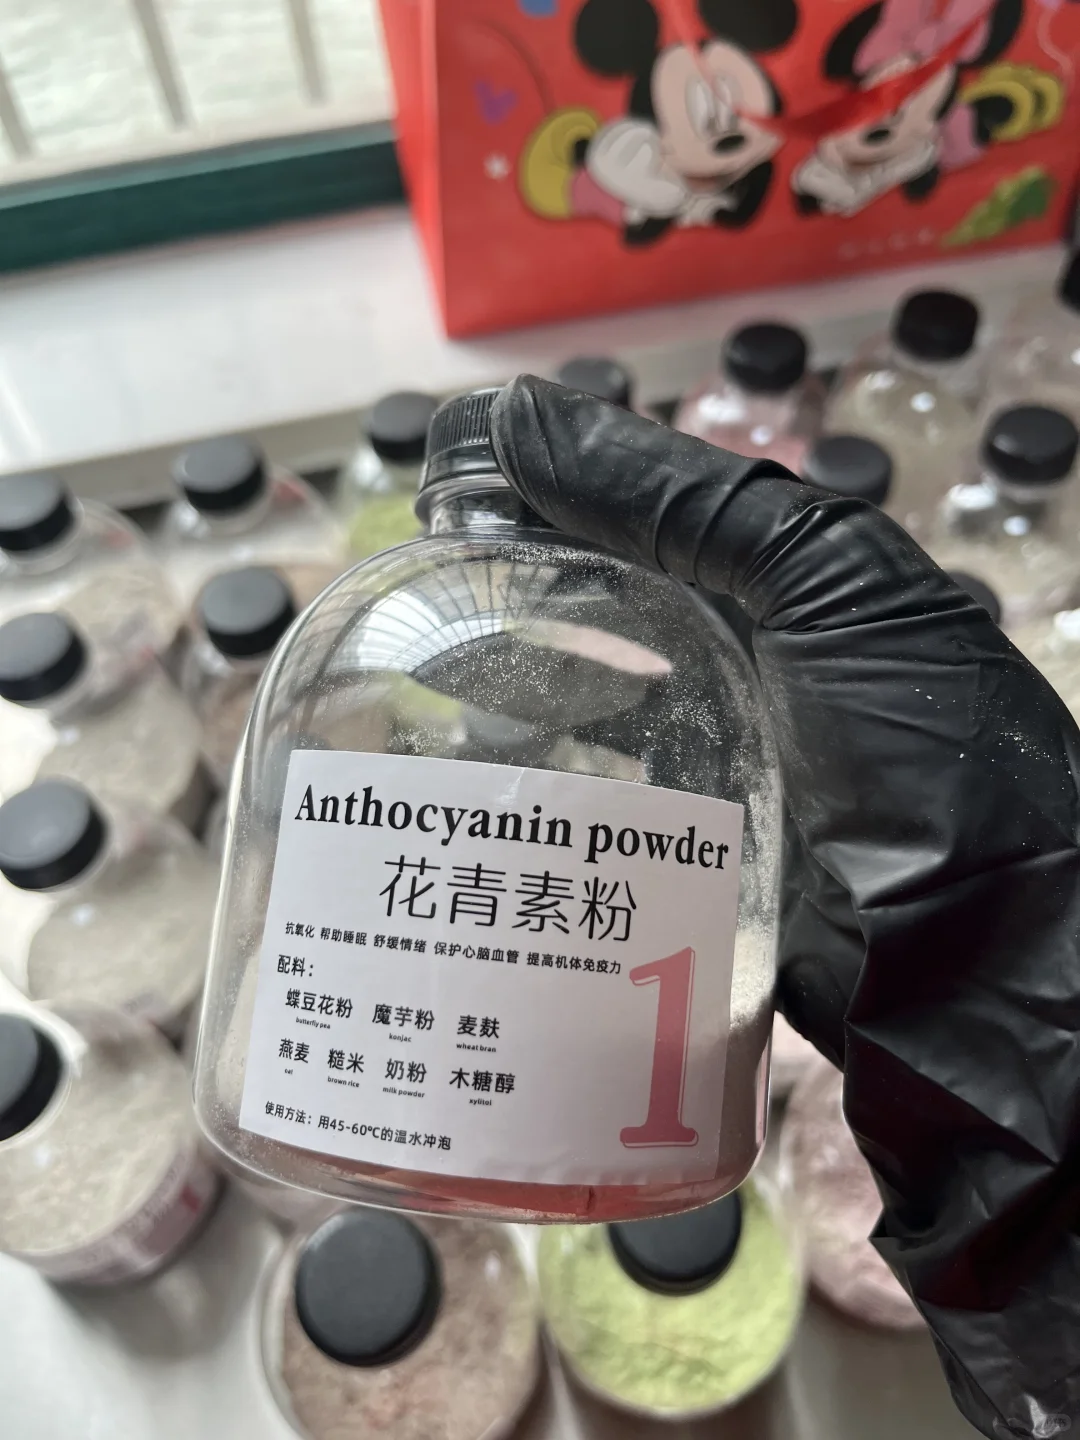 Anthocyanin powder
花青素粉
抗氧化 帮助睡眠 舒缓情绪 保护心脑血管 提高机体免疫力
配料：
蝶豆花粉 魔芋粉 麦麸
butterfly pea konjac wheat bran
燕麦 糙米 奶粉 木糖醇
oat brown rice milk powder xylitol
使用方法：用45-60℃的温水冲泡
1